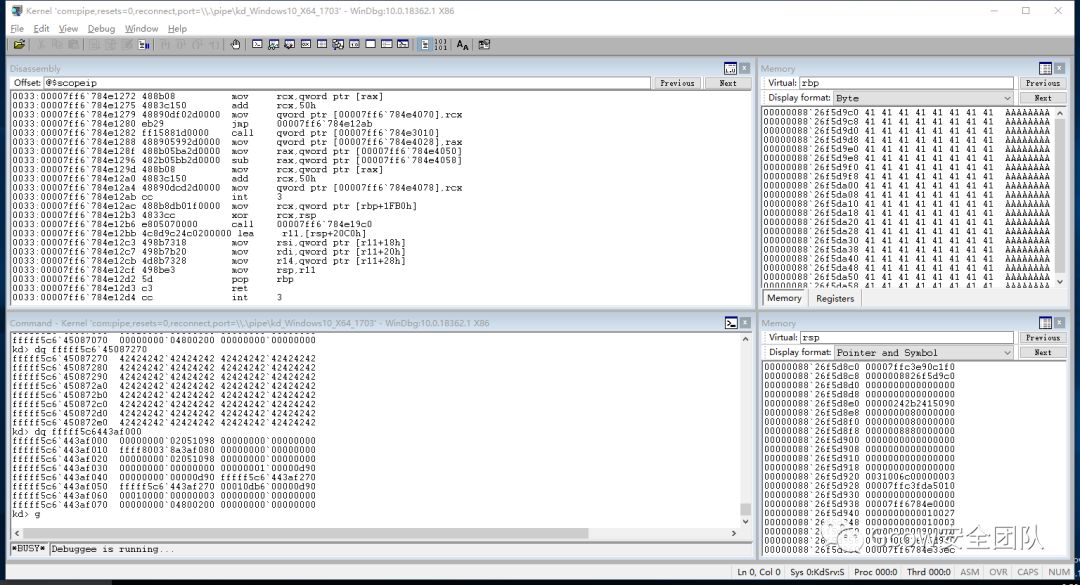 Kernel 'com:pipe,resets=0,reconnect,port=\\.\pipe\kd_Windows10_X64_1703' - WinDbg:10.0.18362.1 X86
File Edit View Debug Window Help
Disassembly
Offset: @$scopeip Previous Next
0033:00007ff6`784e1272 488b08 mov rcx,qword ptr [rax]
0033:00007ff6`784e1275 4883c150 add rcx,50h
0033:00007ff6`784e1279 48890df02d0000 mov qword ptr [00007ff6`784e4070],rcx
0033:00007ff6`784e1280 eb29 jmp 00007ff6`784e12ab
0033:00007ff6`784e1282 ff15881d0000 call qword ptr [00007ff6`784e3010]
0033:00007ff6`784e1288 488905992d0000 mov qword ptr [00007ff6`784e4028],rax
0033:00007ff6`784e128f 488b05ba2d0000 mov rax,qword ptr [00007ff6`784e4050]
0033:00007ff6`784e1296 482b05bb2d0000 sub rax,qword ptr [00007ff6`784e4058]
0033:00007ff6`784e129d 488b08 mov rcx,qword ptr [rax]
0033:00007ff6`784e12a0 4883c150 add rcx,50h
0033:00007ff6`784e12a4 48890dcd2d0000 mov qword ptr [00007ff6`784e4078],rcx
0033:00007ff6`784e12ab cc int 3
0033:00007ff6`784e12ac 488b8db01f0000 mov rcx,qword ptr [rbp+1FB0h]
0033:00007ff6`784e12b3 4833cc xor rcx,rsp
0033:00007ff6`784e12b6 e805070000 call 00007ff6`784e19c0
0033:00007ff6`784e12bb 4c8d9c24c0200000 lea r11,[rsp+20C0h]
0033:00007ff6`784e12c3 498b7318 mov rsi,qword ptr [r11+18h]
0033:00007ff6`784e12c7 498b7b20 mov rdi,qword ptr [r11+20h]
0033:00007ff6`784e12cb 4d8b7328 mov r14,qword ptr [r11+28h]
0033:00007ff6`784e12cf 498be3 mov rsp,r11
0033:00007ff6`784e12d2 5d pop rbp
0033:00007ff6`784e12d3 c3 ret
0033:00007ff6`784e12d4 cc int 3
Memory
Virtual: rbp Previous
Display format: Byte Next
00000088`26f5d9c0 41 41 41 41 41 41 41 41 AAAAAAAA
00000088`26f5d9c8 41 41 41 41 41 41 41 41 AAAAAAAA
00000088`26f5d9d0 41 41 41 41 41 41 41 41 AAAAAAAA
00000088`26f5d9d8 41 41 41 41 41 41 41 41 AAAAAAAA
00000088`26f5d9e0 41 41 41 41 41 41 41 41 AAAAAAAA
00000088`26f5d9e8 41 41 41 41 41 41 41 41 AAAAAAAA
00000088`26f5d9f0 41 41 41 41 41 41 41 41 AAAAAAAA
00000088`26f5d9f8 41 41 41 41 41 41 41 41 AAAAAAAA
00000088`26f5da00 41 41 41 41 41 41 41 41 AAAAAAAA
00000088`26f5da08 41 41 41 41 41 41 41 41 AAAAAAAA
00000088`26f5da10 41 41 41 41 41 41 41 41 AAAAAAAA
00000088`26f5da18 41 41 41 41 41 41 41 41 AAAAAAAA
00000088`26f5da20 41 41 41 41 41 41 41 41 AAAAAAAA
00000088`26f5da28 41 41 41 41 41 41 41 41 AAAAAAAA
00000088`26f5da30 41 41 41 41 41 41 41 41 AAAAAAAA
00000088`26f5da38 41 41 41 41 41 41 41 41 AAAAAAAA
00000088`26f5da40 41 41 41 41 41 41 41 41 AAAAAAAA
00000088`26f5da48 41 41 41 41 41 41 41 41 AAAAAAAA
00000088`26f5da50 41 41 41 41 41 41 41 41 AAAAAAAA
00000088`26f5da58 41 41 41 41 41 41 41 41 AAAAAAAA
Memory Registers
Command - Kernel 'com:pipe,resets=0,reconnect,port=\\.\pipe\kd_Windows10_X64_1703' - WinDbg:10.0.18362.1 X86
fffff5c6`45087070 00000000`04800200 00000000`00000000
kd> dq fffff5c6`45087270
fffff5c6`45087270 42424242`42424242 42424242`42424242
fffff5c6`45087280 42424242`42424242 42424242`42424242
fffff5c6`45087290 42424242`42424242 42424242`42424242
fffff5c6`450872a0 42424242`42424242 42424242`42424242
fffff5c6`450872b0 42424242`42424242 42424242`42424242
fffff5c6`450872c0 42424242`42424242 42424242`42424242
fffff5c6`450872d0 42424242`42424242 42424242`42424242
fffff5c6`450872e0 42424242`42424242 42424242`42424242
kd> dq fffff5c6443af000
fffff5c6`443af000 00000000`02051098 00000000`00000000
fffff5c6`443af010 ffff8003`8a3af080 00000000`00000000
fffff5c6`443af020 00000000`02051098 00000000`00000000
fffff5c6`443af030 00000000`00000000 00000001`00000d90
fffff5c6`443af040 00000000`00000d90 fffff5c6`443af270
fffff5c6`443af050 fffff5c6`443af270 00010db6`00000d90
fffff5c6`443af060 00010000`00000003 00000000`00000000
fffff5c6`443af070 00000000`04800200 00000000`00000000
kd> g
*BUSY* Debuggee is running...
Memory
Virtual: rsp Previous
Display format: Pointer and Symbol Next
00000088`26f5d8c0 00007ffc3e90c1f0
00000088`26f5d8c8 0000008826f5d9c0
00000088`26f5d8d0 0000000000000000
00000088`26f5d8d8 0000000000000000
00000088`26f5d8e0 00000242b2415090
00000088`26f5d8e8 0000000080000000
00000088`26f5d8f0 0000000080000000
00000088`26f5d8f8 0000008880000000
00000088`26f5d900 0000000000000000
00000088`26f5d908 0000000000000000
00000088`26f5d910 0000000000000000
00000088`26f5d918 0000000000000000
00000088`26f5d920 0031006c00000003
00000088`26f5d928 00007ffc3fda5010
00000088`26f5d930 0000000000000000
00000088`26f5d938 00007ff6784e0000
00000088`26f5d940 0000000000010027
安全团队
Ln 0, Col 0 Sys 0:KdSrv:S Proc 000:0 Thrd 000:0 ASM OVR CAPS NUM